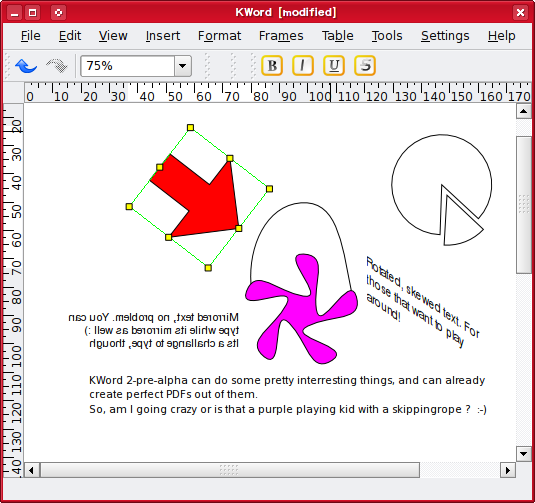 KWord [modified]
File Edit View Insert Format Frames Table Tools Settings Help
75% B I U S
0 10 20 30 40 50 60 70 80 90 100 110 120 130 140 150 160 170
20
30
40
50
60
70
80
90
100
110
120
130
140
Rotated, skewed text. For
those that want to play
around!
Mirrored text, no problem. You can
type while its mirrored as well :)
Its a challenge to type, though
KWord 2-pre-alpha can do some pretty interresting things, and can already
create perfect PDFs out of them.
So, am I going crazy or is that a purple playing kid with a skippingrope ? :-)